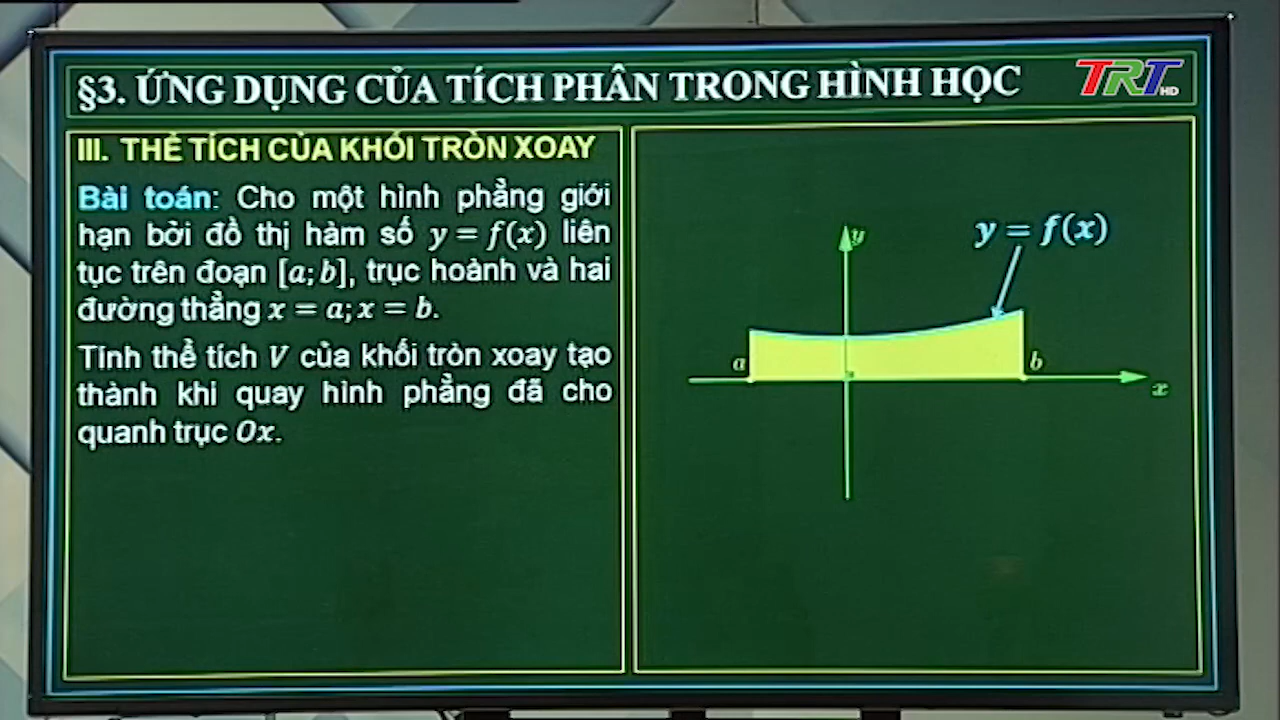 §3. ỨNG DỤNG CỦA TÍCH PHÂN TRONG HÌNH HỌC
TRT HD
III. THỂ TÍCH CỦA KHỐI TRÒN XOAY
Bài toán: Cho một hình phẳng giới
hạn bởi đồ thị hàm số y = f(x) liên
tục trên đoạn [a; b], trục hoành và hai
đường thẳng x = a; x = b.
Tính thể tích V của khối tròn xoay tạo
thành khi quay hình phẳng đã cho
quanh trục Ox.
y
y = f(x)
a
b
x